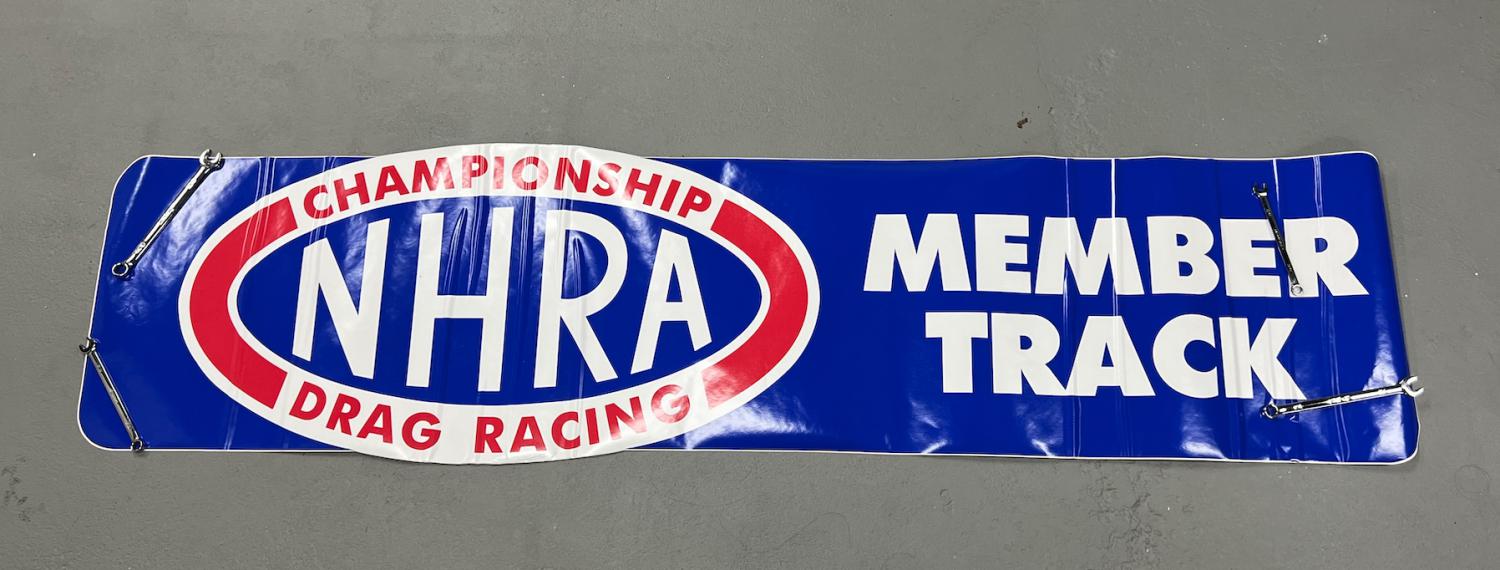 CHAMPIONSHIP
NHRA
DRAG RACING
MEMBER
TRACK